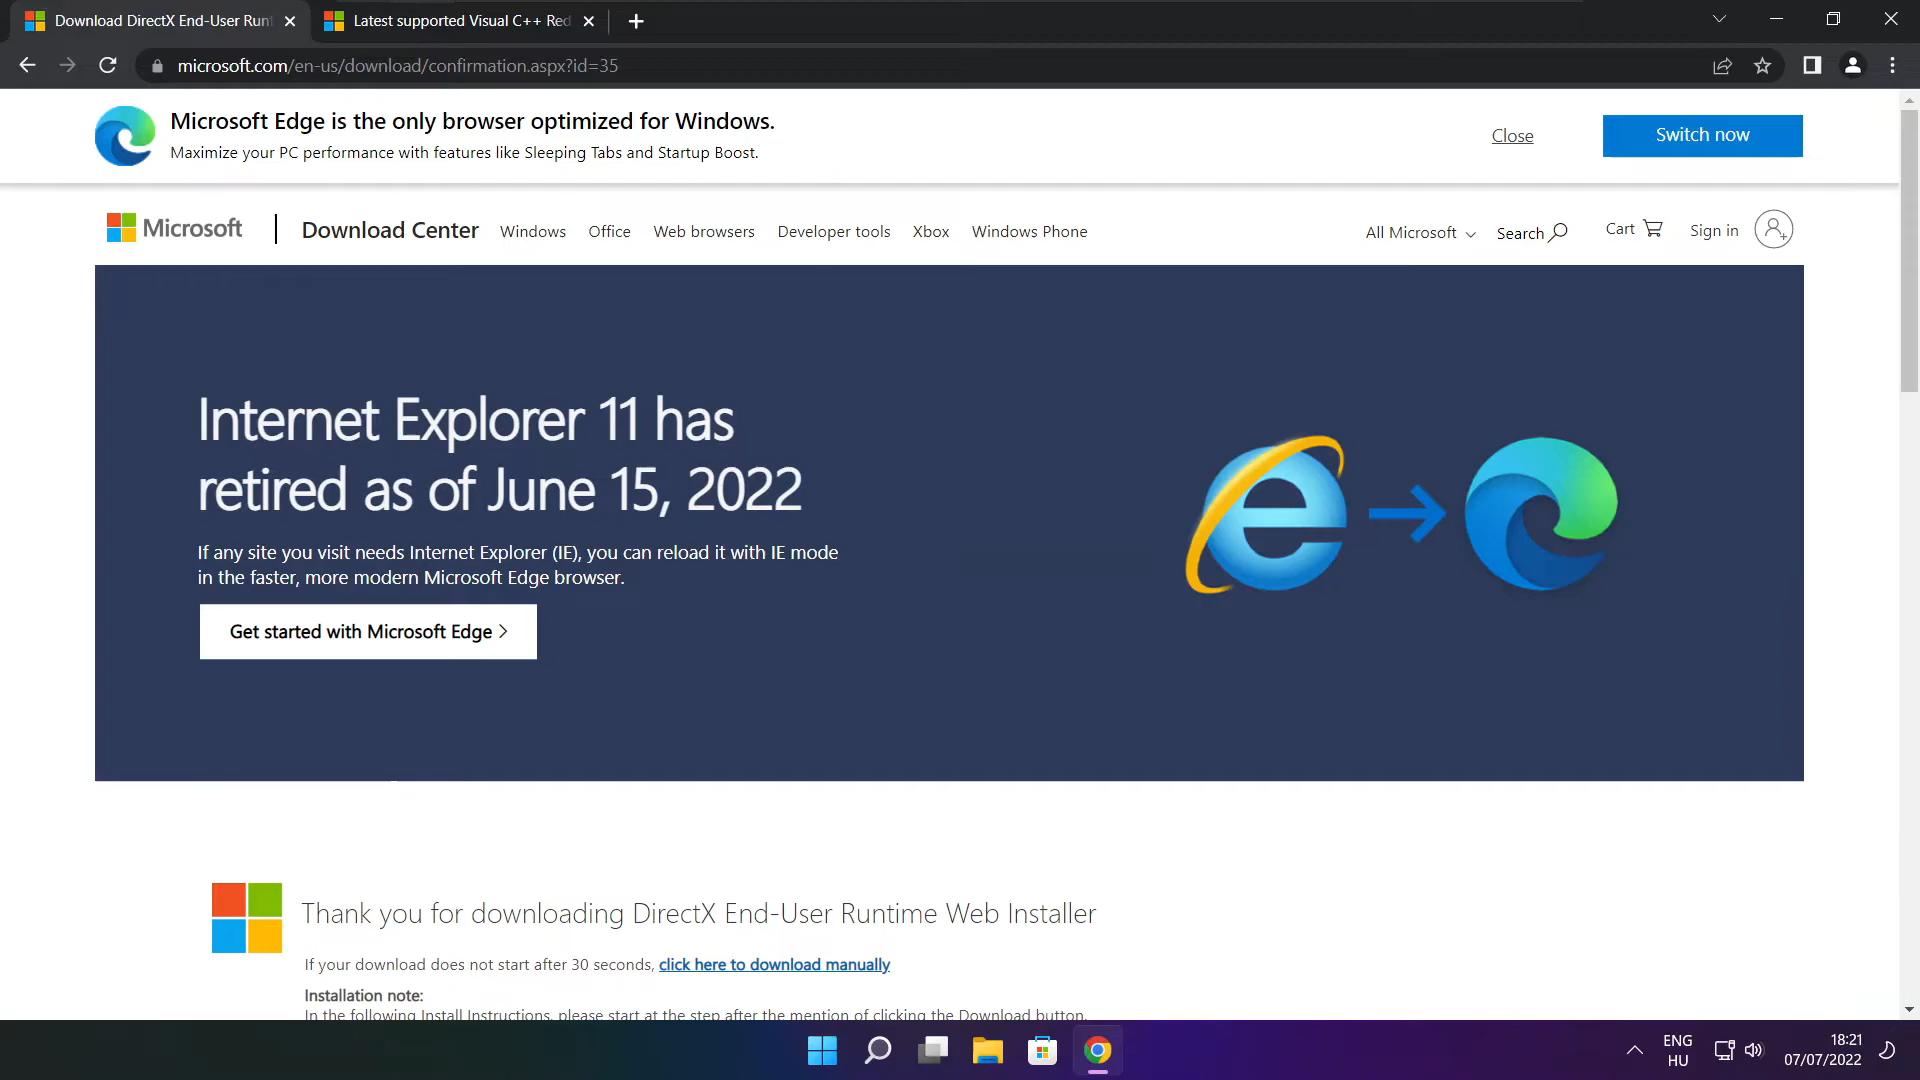 Download DirectX End-User Runt
Latest supported Visual C++ Red
microsoft.com/en-us/download/confirmation.aspx?id=35
Microsoft Edge is the only browser optimized for Windows.
Maximize your PC performance with features like Sleeping Tabs and Startup Boost.
Close
Switch now
Microsoft
Download Center
Windows
Office
Web browsers
Developer tools
Xbox
Windows Phone
All Microsoft
Search
Cart
Sign in
Internet Explorer 11 has
retired as of June 15, 2022
If any site you visit needs Internet Explorer (IE), you can reload it with IE mode
in the faster, more modern Microsoft Edge browser.
Get started with Microsoft Edge >
Thank you for downloading DirectX End-User Runtime Web Installer
If your download does not start after 30 seconds, click here to download manually
Installation note:
In the following Install Instructions, please start at the step after the mention of clicking the Download button.
ENG
HU
18:21
07/07/2022